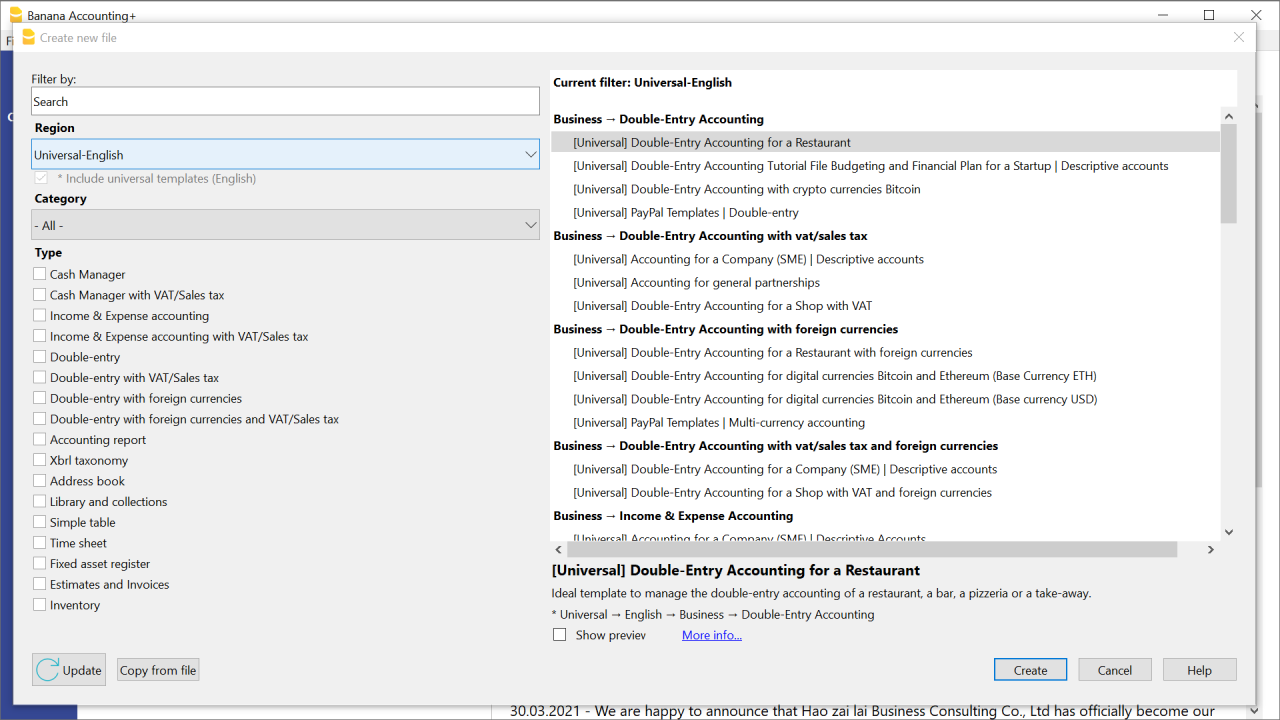 Banana Accounting+
Create new file
Filter by:
Search
Region
Universal-English
* Include universal templates (English)
Category
- All -
Type
Cash Manager
Cash Manager with VAT/Sales tax
Income & Expense accounting
Income & Expense accounting with VAT/Sales tax
Double-entry
Double-entry with VAT/Sales tax
Double-entry with foreign currencies
Double-entry with foreign currencies and VAT/Sales tax
Accounting report
Xbrl taxonomy
Address book
Library and collections
Simple table
Time sheet
Fixed asset register
Estimates and Invoices
Inventory
Update
Copy from file
Current filter: Universal-English
Business → Double-Entry Accounting
[Universal] Double-Entry Accounting for a Restaurant
[Universal] Double-Entry Accounting Tutorial File Budgeting and Financial Plan for a Startup | Descriptive accounts
[Universal] Double-Entry Accounting with crypto currencies Bitcoin
[Universal] PayPal Templates | Double-entry
Business → Double-Entry Accounting with vat/sales tax
[Universal] Accounting for a Company (SME) | Descriptive accounts
[Universal] Accounting for general partnerships
[Universal] Double-Entry Accounting for a Shop with VAT
Business → Double-Entry Accounting with foreign currencies
[Universal] Double-Entry Accounting for a Restaurant with foreign currencies
[Universal] Double-Entry Accounting for digital currencies Bitcoin and Ethereum (Base Currency ETH)
[Universal] Double-Entry Accounting for digital currencies Bitcoin and Ethereum (Base currency USD)
[Universal] PayPal Templates | Multi-currency accounting
Business → Double-Entry Accounting with vat/sales tax and foreign currencies
[Universal] Double-Entry Accounting for a Company (SME) | Descriptive accounts
[Universal] Double-Entry Accounting for a Shop with VAT and foreign currencies
Business → Income & Expense Accounting
[Universal] Accounting for a Company (SME) | Descriptive Accounts
[Universal] Double-Entry Accounting for a Restaurant
Ideal template to manage the double-entry accounting of a restaurant, a bar, a pizzeria or a take-away.
* Universal → English → Business → Double-Entry Accounting
Show previev
More info...
Create
Cancel
Help
30.03.2021 - We are happy to announce that Hao zai lai Business Consulting Co., Ltd has officially become our